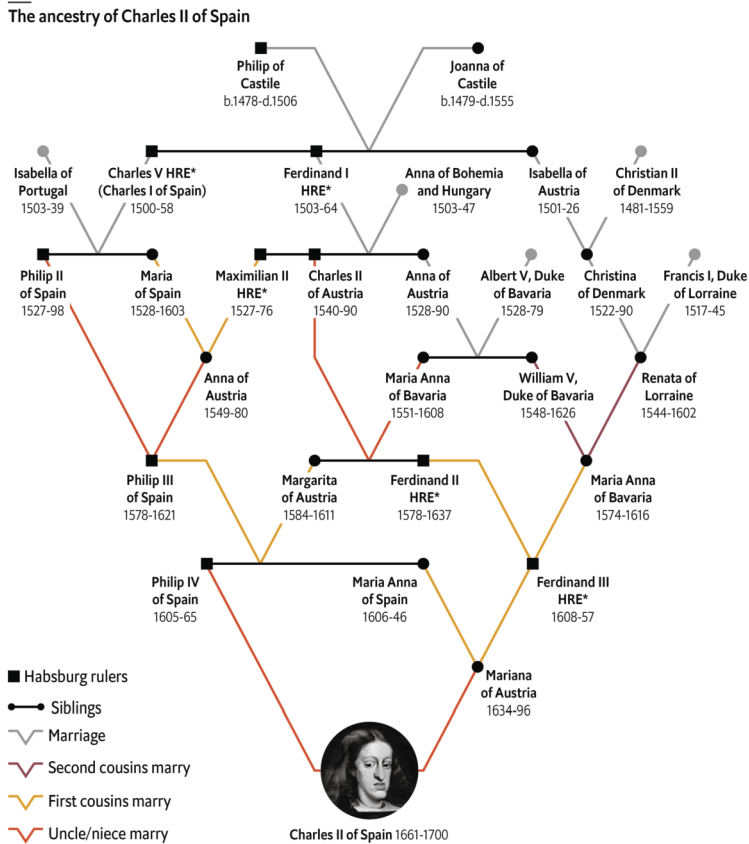 The ancestry of Charles II of Spain
Philip of
Castile
b.1478-d.1506
Joanna of
Castile
b.1479-d.1555
Isabella of
Portugal
1503-39
Charles V HRE*
(Charles I of Spain)
1500-58
Ferdinand I
HRE*
1503-64
Anna of Bohemia
and Hungary
1503-47
Isabella of
Austria
1501-26
Christian II
of Denmark
1481-1559
Philip II
of Spain
1527-98
Maria
of Spain
1528-1603
Maximilian II
HRE*
1527-76
Charles II
of Austria
1540-90
Anna of
Austria
1528-90
Albert V, Duke
of Bavaria
1528-79
Christina
of Denmark
1522-90
Francis I, Duke
of Lorraine
1517-45
Anna of
Austria
1549-80
Maria Anna
of Bavaria
1551-1608
William V,
Duke of Bavaria
1548-1626
Renata of
Lorraine
1544-1602
Philip III
of Spain
1578-1621
Margarita
of Austria
1584-1611
Ferdinand II
HRE*
1578-1637
Maria Anna
of Bavaria
1574-1616
Philip IV
of Spain
1605-65
Maria Anna
of Spain
1606-46
Ferdinand III
HRE*
1608-57
Mariana
of Austria
1634-96
Habsburg rulers
Siblings
Marriage
Second cousins marry
First cousins marry
Uncle/niece marry
Charles II of Spain 1661-1700